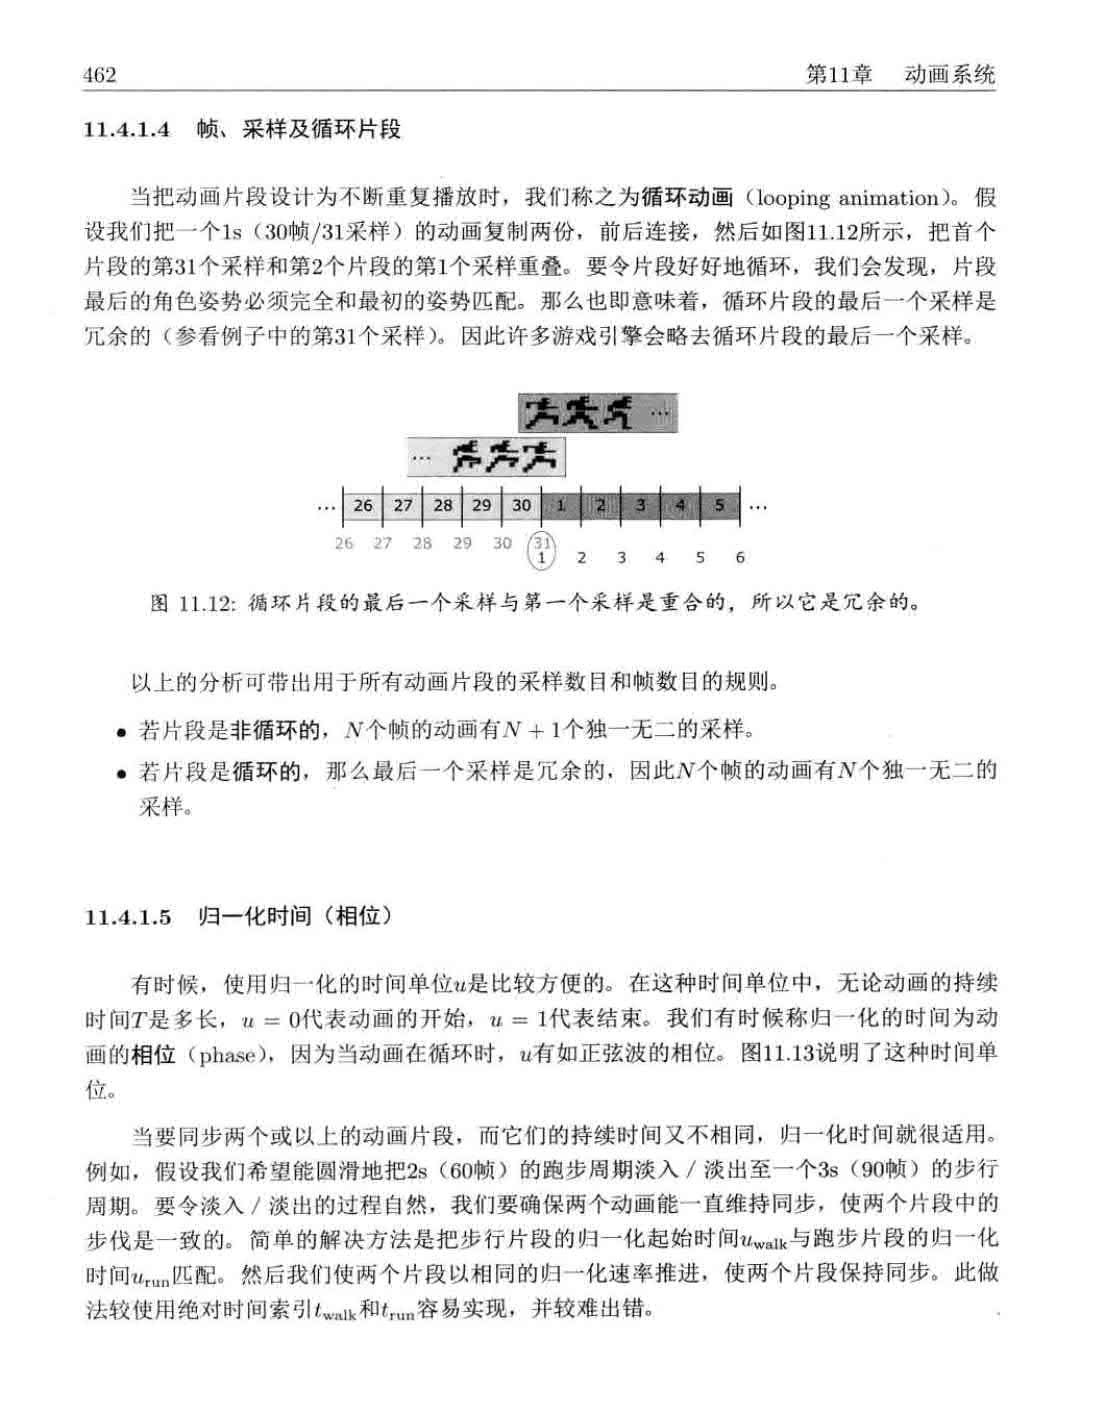 462 第11章 动画系统
11.4.1.4 帧、采样及循环片段
当把动画片段设计为不断重复播放时，我们称之为循环动画（looping animation）。假
设我们把一个1s（30帧/31采样）的动画复制两份，前后连接，然后如图11.12所示，把首个
片段的第31个采样和第2个片段的第1个采样重叠。要令片段好好地循环，我们会发现，片段
最后的角色姿势必须完全和最初的姿势匹配。那么也即意味着，循环片段的最后一个采样是
冗余的（参看例子中的第31个采样）。因此许多游戏引擎会略去循环片段的最后一个采样。
...
...
... 26 27 28 29 30 1 2 3 4 5 ...
26 27 28 29 30 31
1 2 3 4 5 6
图 11.12: 循环片段的最后一个采样与第一个采样是重合的，所以它是冗余的。
以上的分析可带出用于所有动画片段的采样数目和帧数目的规则。
● 若片段是非循环的，N个帧的动画有N + 1个独一无二的采样。
● 若片段是循环的，那么最后一个采样是冗余的，因此N个帧的动画有N个独一无二的
采样。
11.4.1.5 归一化时间（相位）
有时候，使用归一化的时间单位u是比较方便的。在这种时间单位中，无论动画的持续
时间T是多长，u = 0代表动画的开始，u = 1代表结束。我们有时候称归一化的时间为动
画的相位（phase），因为当动画在循环时，u有如正弦波的相位。图11.13说明了这种时间单
位。
当要同步两个或以上的动画片段，而它们的持续时间又不相同，归一化时间就很适用。
例如，假设我们希望能圆滑地把2s（60帧）的跑步周期淡入 / 淡出至一个3s（90帧）的步行
周期。要令淡入 / 淡出的过程自然，我们要确保两个动画能一直维持同步，使两个片段中的
步伐是一致的。简单的解决方法是把步行片段的归一化起始时间uwalk与跑步片段的归一化
时间urun匹配。然后我们使两个片段以相同的归一化速率推进，使两个片段保持同步。此做
法较使用绝对时间索引twalk和trun容易实现，并较难出错。